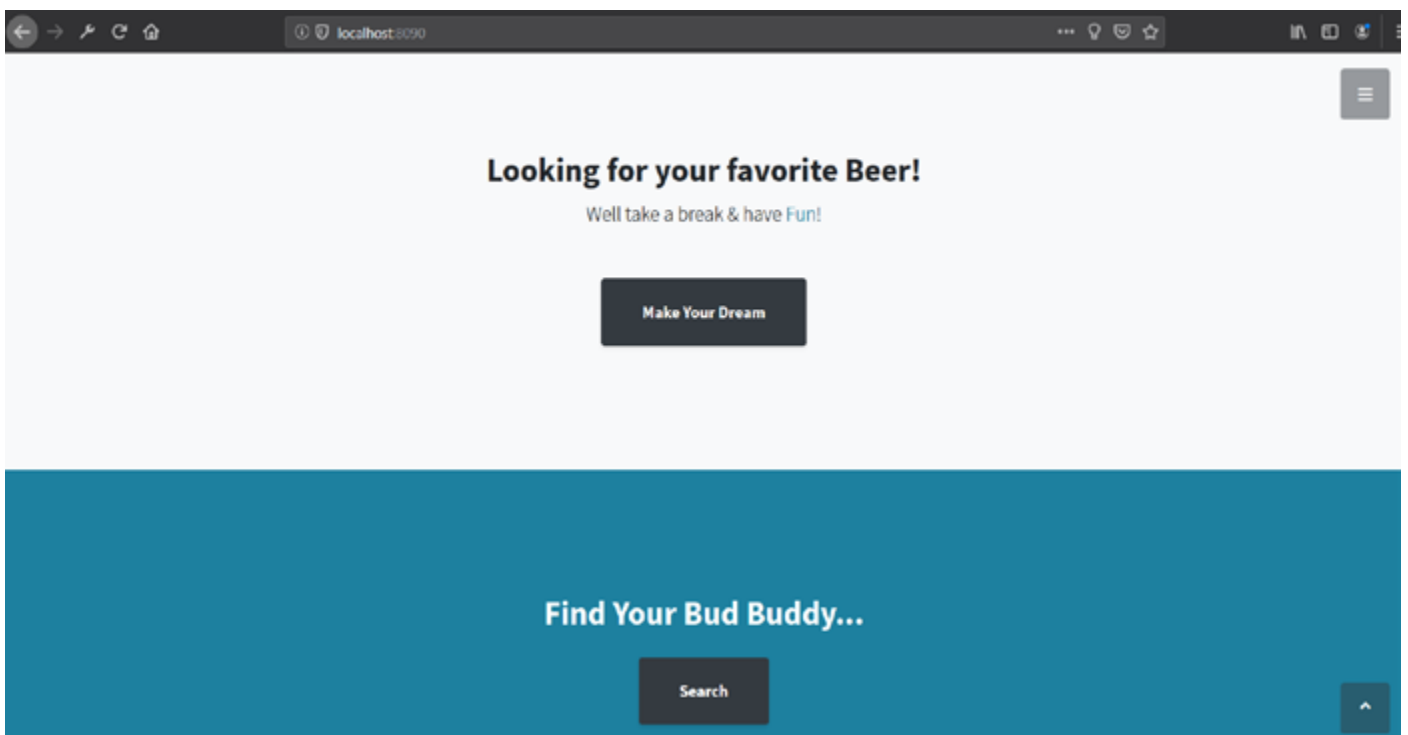 localhost:8090
Looking for your favorite Beer!
Well take a break & have Fun!
Make Your Dream
Find Your Bud Buddy...
Search